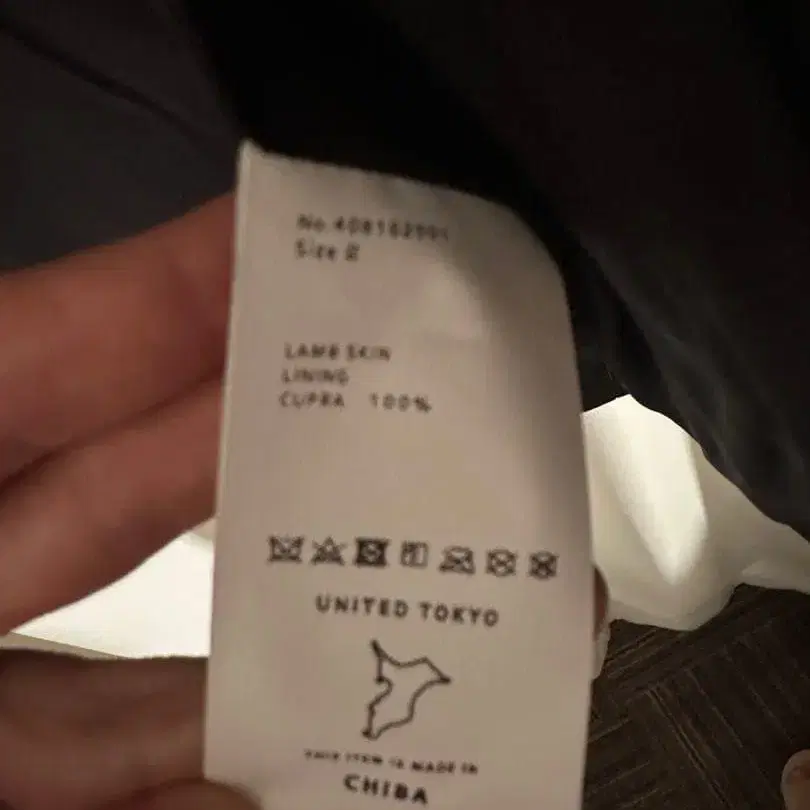 No.408162001
Size 2
LAMB SKIN
LINING
CUPRA 100%
UNITED TOKYO
THIS ITEM IS MADE IN
CHIBA